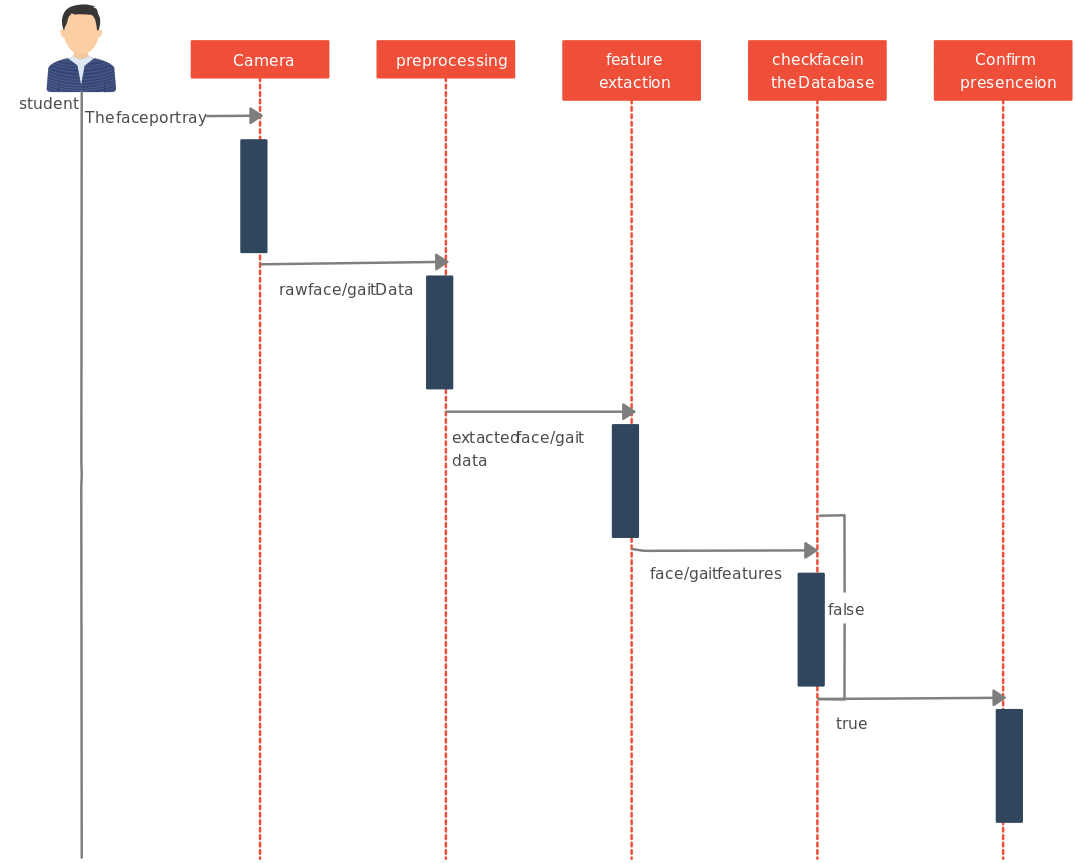 Camera
preprocessing
feature
extaction
checkfacein
theDatabase
Confirm
presenceion
student
Thefaceportray
rawface/gaitData
extactedface/gait
data
face/gaitfeatures
false
true